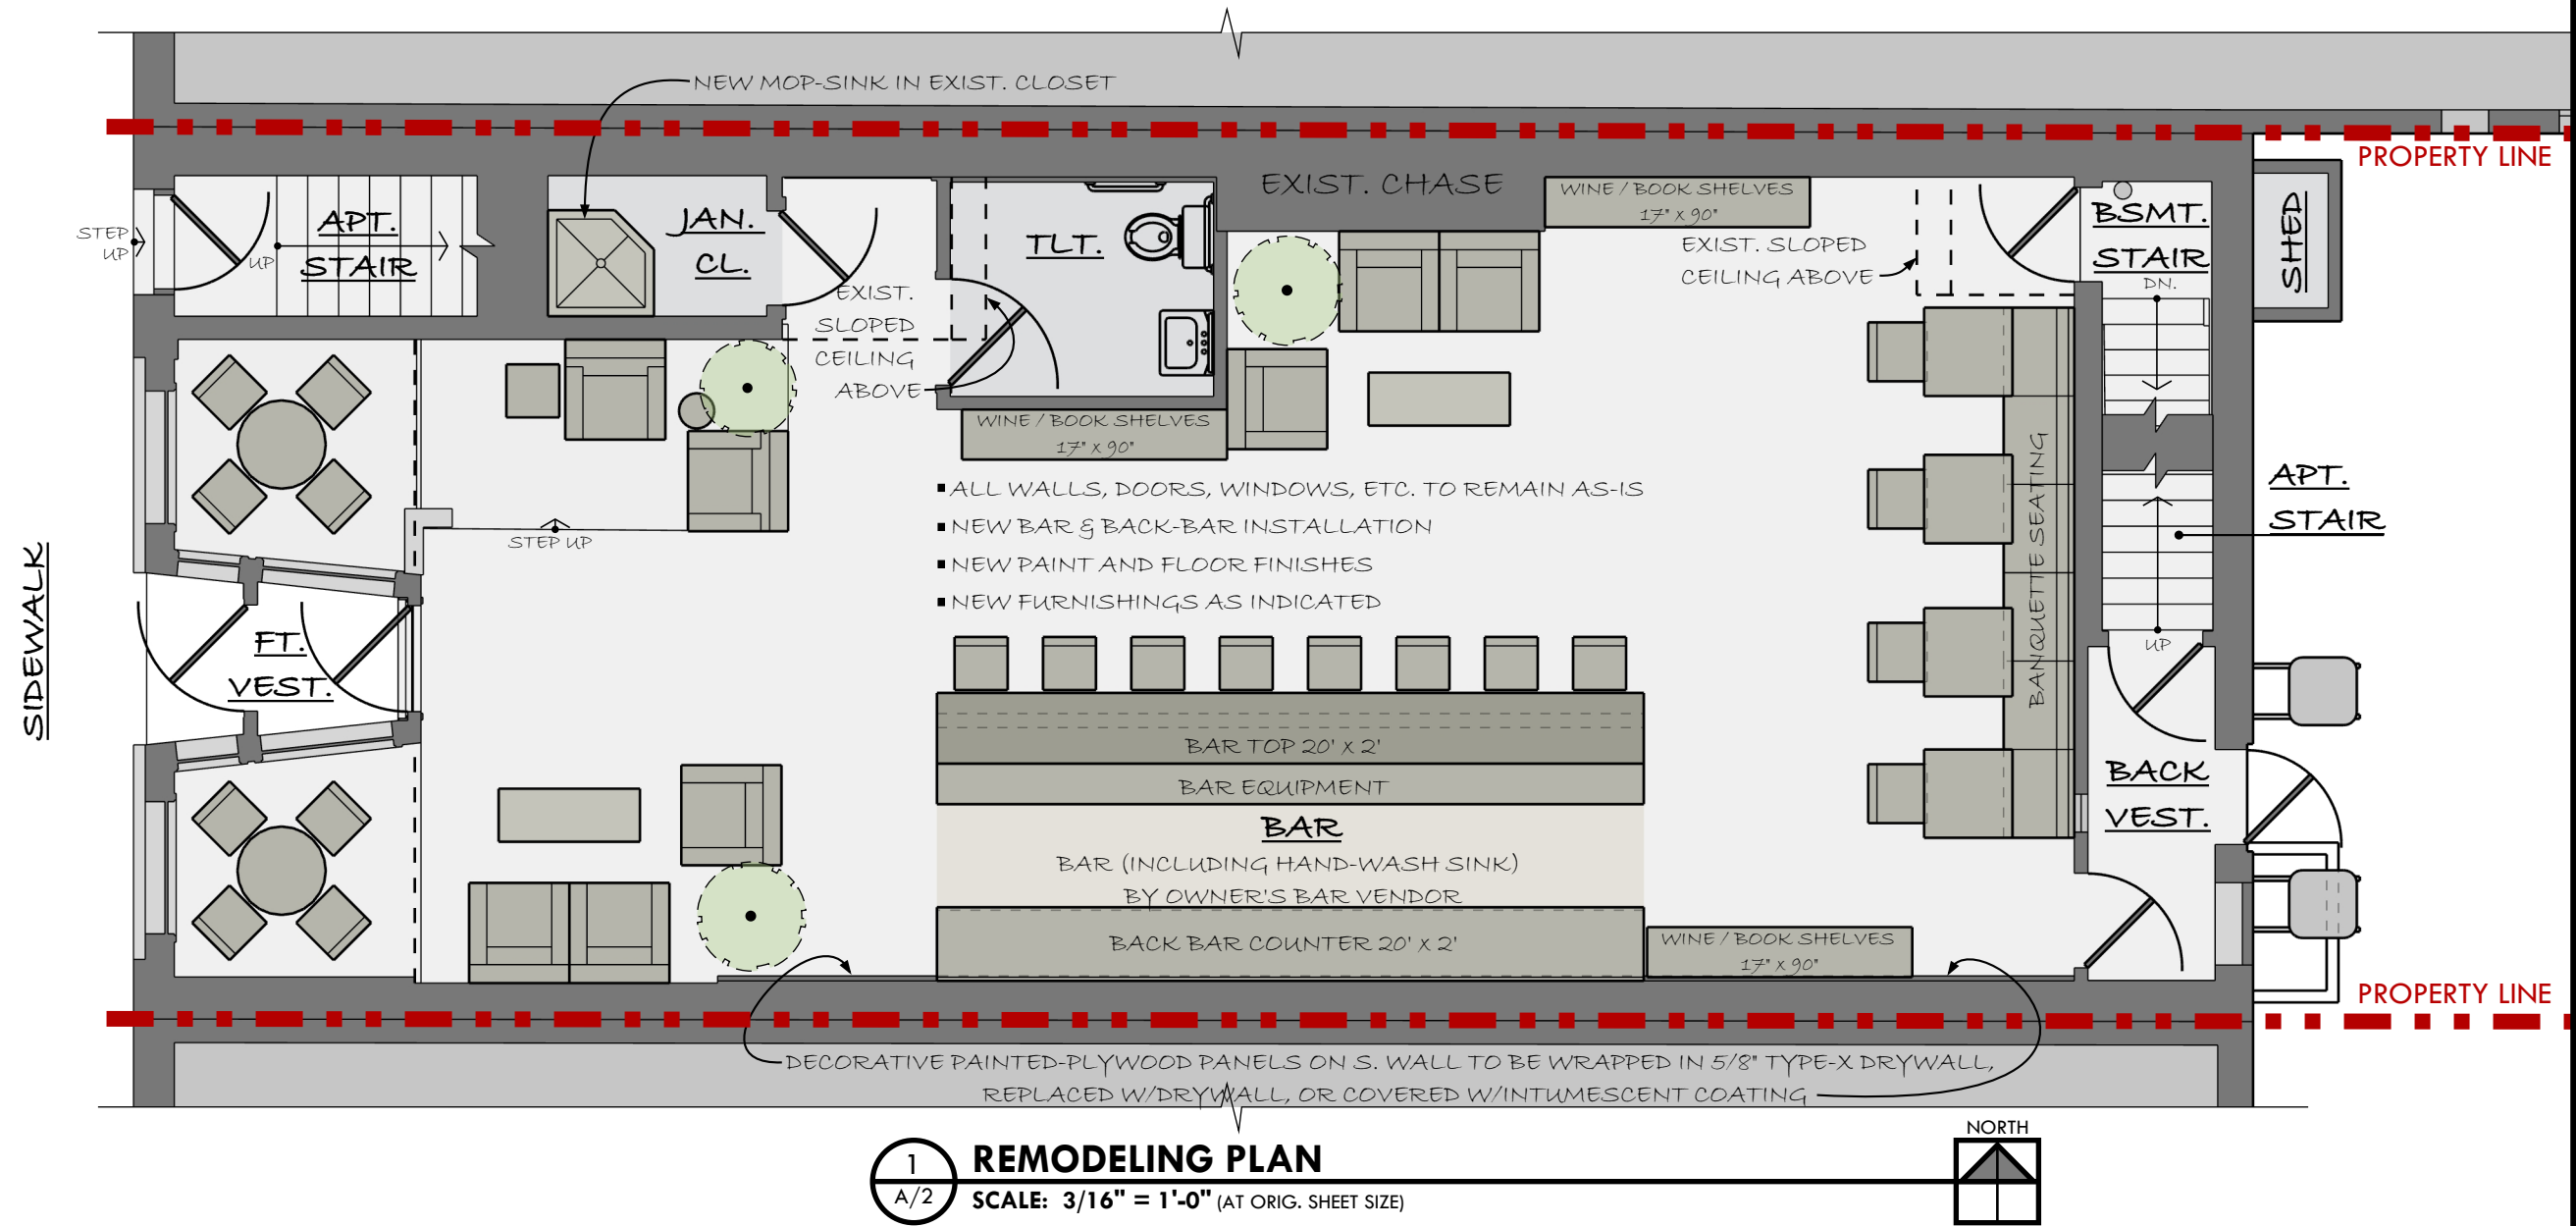 NEW MOP-SINK IN EXIST. CLOSET
PROPERTY LINE
EXIST. CHASE
WINE / BOOK SHELVES
17" X 90"
STEP
UP
UP
APT.
STAIR
JAN.
CL.
TLT.
EXIST. SLOPED
CEILING ABOVE
BSMT.
STAIR
DN.
SHED
EXIST.
SLOPED
CEILING
ABOVE
WINE / BOOK SHELVES
17" X 90"
BANQUETTE SEATING
APT.
STAIR
▪ ALL WALLS, DOORS, WINDOWS, ETC. TO REMAIN AS-IS
▪ NEW BAR & BACK-BAR INSTALLATION
▪ NEW PAINT AND FLOOR FINISHES
▪ NEW FURNISHINGS AS INDICATED
STEP UP
SIDEWALK
FT.
VEST.
UP
BAR TOP 20' X 2'
BAR EQUIPMENT
BAR
BAR (INCLUDING HAND-WASH SINK)
BY OWNER'S BAR VENDOR
BACK BAR COUNTER 20' X 2'
BACK
VEST.
WINE / BOOK SHELVES
17" X 90"
PROPERTY LINE
DECORATIVE PAINTED-PLYWOOD PANELS ON S. WALL TO BE WRAPPED IN 5/8" TYPE-X DRYWALL,
REPLACED W/DRYWALL, OR COVERED W/INTUMESCENT COATING
1
A/2
REMODELING PLAN
SCALE: 3/16" = 1'-0" (AT ORIG. SHEET SIZE)
NORTH